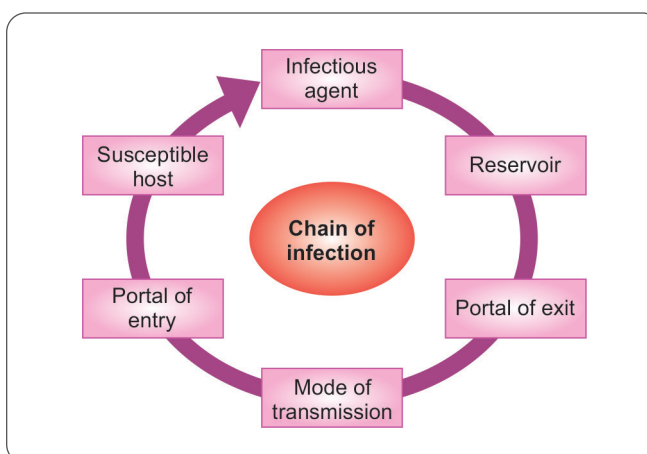 Infectious
agent
Reservoir
Portal of exit
Mode of
transmission
Portal of
entry
Susceptible
host
Chain of
infection